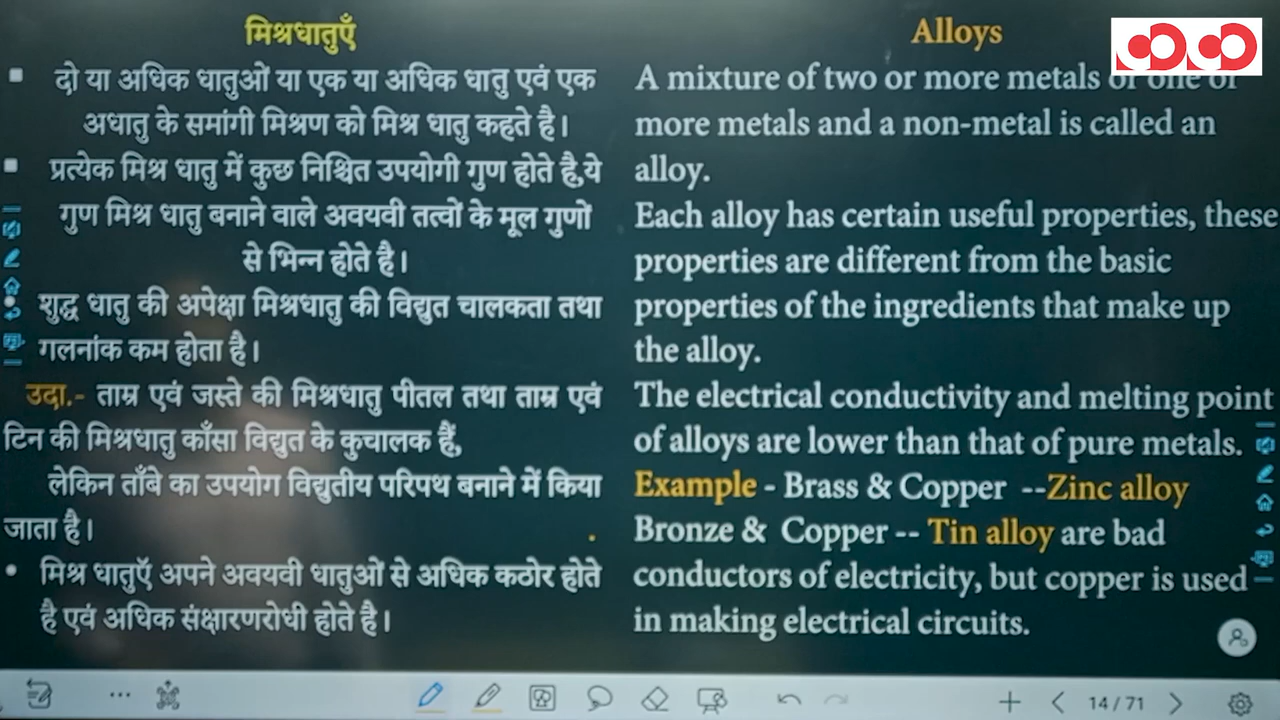 मिश्रधातुएँ
दो या अधिक धातुओं या एक या अधिक धातु एवं एक
अधातु के समांगी मिश्रण को मिश्र धातु कहते है।
प्रत्येक मिश्र धातु में कुछ निश्चित उपयोगी गुण होते है,ये
गुण मिश्र धातु बनाने वाले अवयवी तत्वों के मूल गुणों
से भिन्न होते है।
शुद्ध धातु की अपेक्षा मिश्रधातु की विद्युत चालकता तथा
गलनांक कम होता है।
उदा.- ताम्र एवं जस्ते की मिश्रधातु पीतल तथा ताम्र एवं
टिन की मिश्रधातु काँसा विद्युत के कुचालक हैं,
लेकिन ताँबे का उपयोग विद्युतीय परिपथ बनाने में किया
जाता है।
मिश्र धातुएँ अपने अवयवी धातुओं से अधिक कठोर होते
है एवं अधिक संक्षारणरोधी होते है।
Alloys
A mixture of two or more metals or one or
more metals and a non-metal is called an
alloy.
Each alloy has certain useful properties, these
properties are different from the basic
properties of the ingredients that make up
the alloy.
The electrical conductivity and melting point
of alloys are lower than that of pure metals.
Example - Brass & Copper --Zinc alloy
Bronze & Copper -- Tin alloy are bad
conductors of electricity, but copper is used
in making electrical circuits.
14 / 71